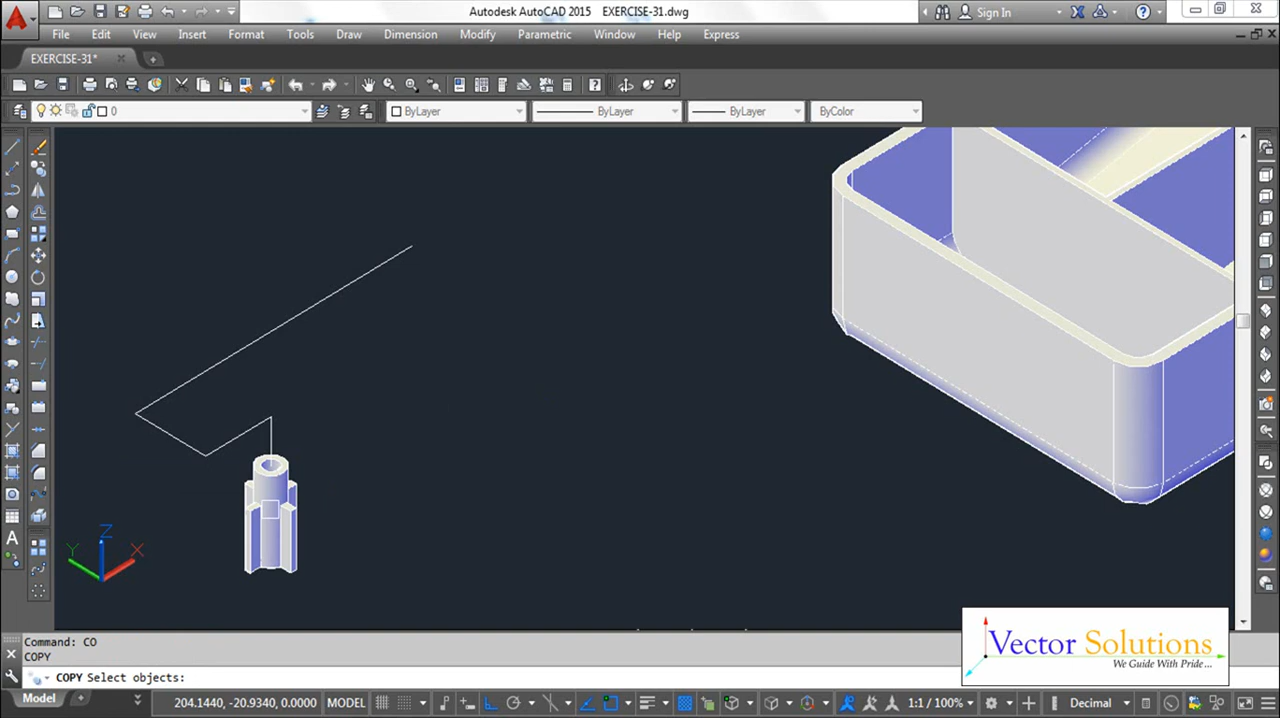 Autodesk AutoCAD 2015 EXERCISE-31.dwg
Sign In
File Edit View Insert Format Tools Draw Dimension Modify Parametric Window Help Express
EXERCISE-31*
0
ByLayer
ByLayer
ByLayer
ByColor
Z
Y
X
Command: CO
COPY
COPY Select objects:
Vector Solutions
We Guide With Pride ...
Model
204.1440, -20.9340, 0.0000
MODEL
1:1 / 100%
Decimal